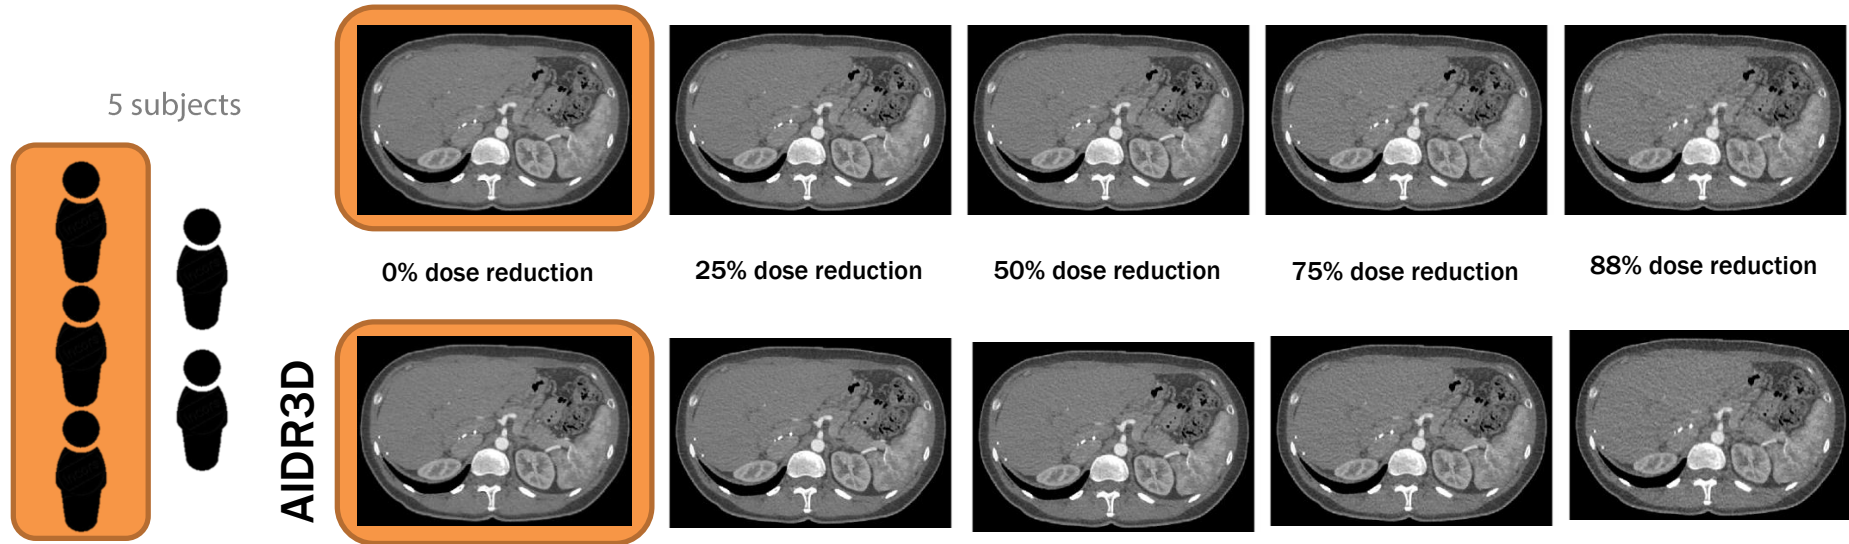 5 subjects
0% dose reduction
25% dose reduction
50% dose reduction
75% dose reduction
88% dose reduction
AIDR3D